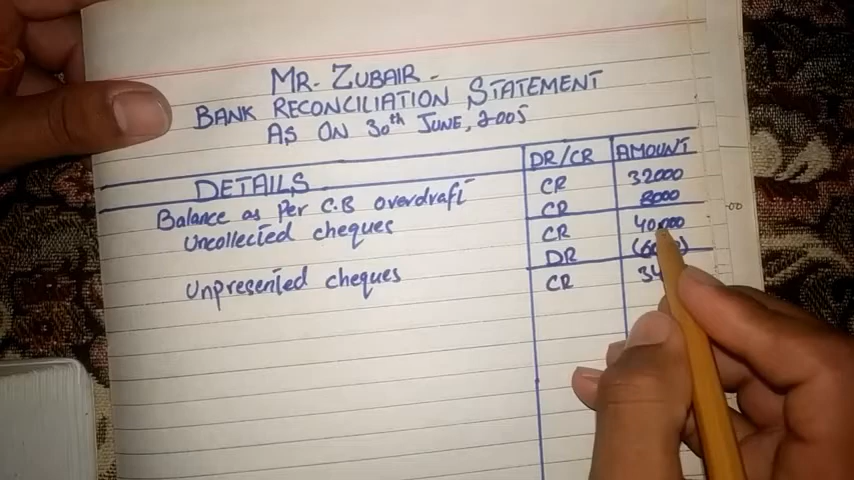 MR. ZUBAIR.
BANK RECONCILIATION STATEMENT
AS ON 30th JUNE, 2005
DETAILS DR/CR AMOUNT
Balance as Per C.B overdraft CR 32000
Uncollected cheques CR 8000
CR 40000
Unpresented cheques DR
CR